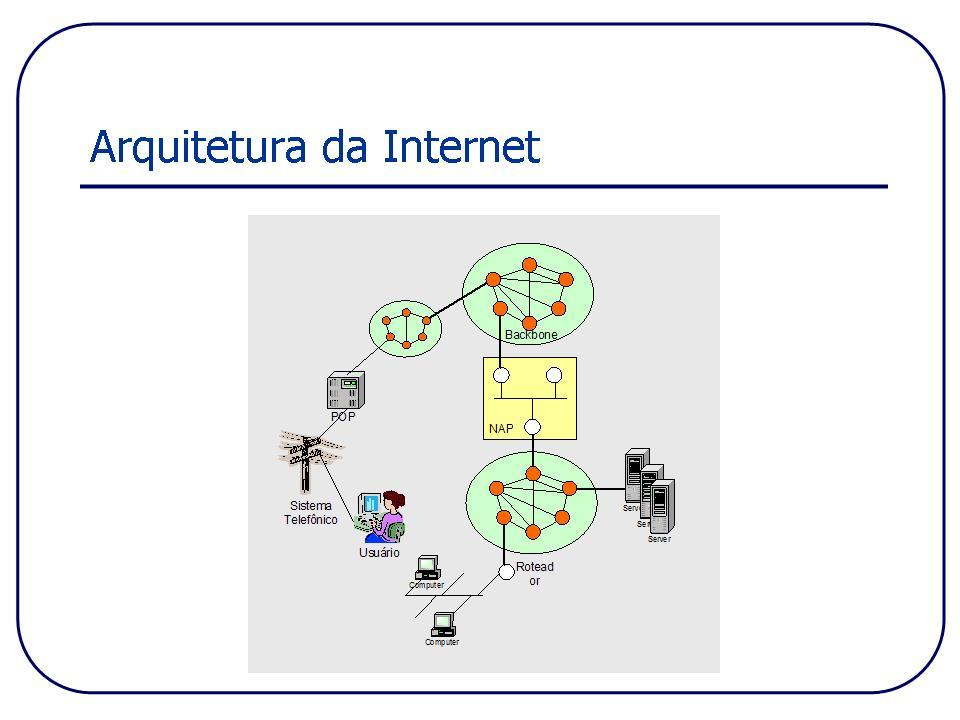 Arquitetura da Internet
Backbone
POP
NAP
Sistema
Telefônico
Usuário
Server
Computer
Rotead
or
Computer